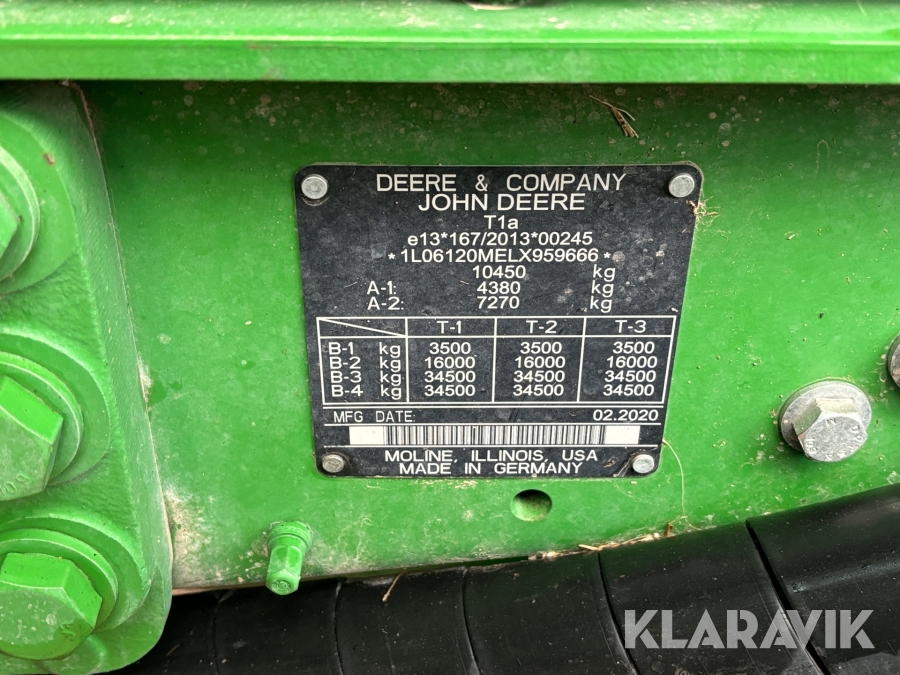 DEERE & COMPANY
JOHN DEERE
T1a
e13*167/2013*00245
*1L06120MELX959666*
10450 kg
A-1: 4380 kg
A-2: 7270 kg
T-1 T-2 T-3
B-1 kg 3500 3500 3500
B-2 kg 16000 16000 16000
B-3 kg 34500 34500 34500
B-4 kg 34500 34500 34500
MFG DATE: 02.2020
MOLINE, ILLINOIS, USA
MADE IN GERMANY
KLARAVIK